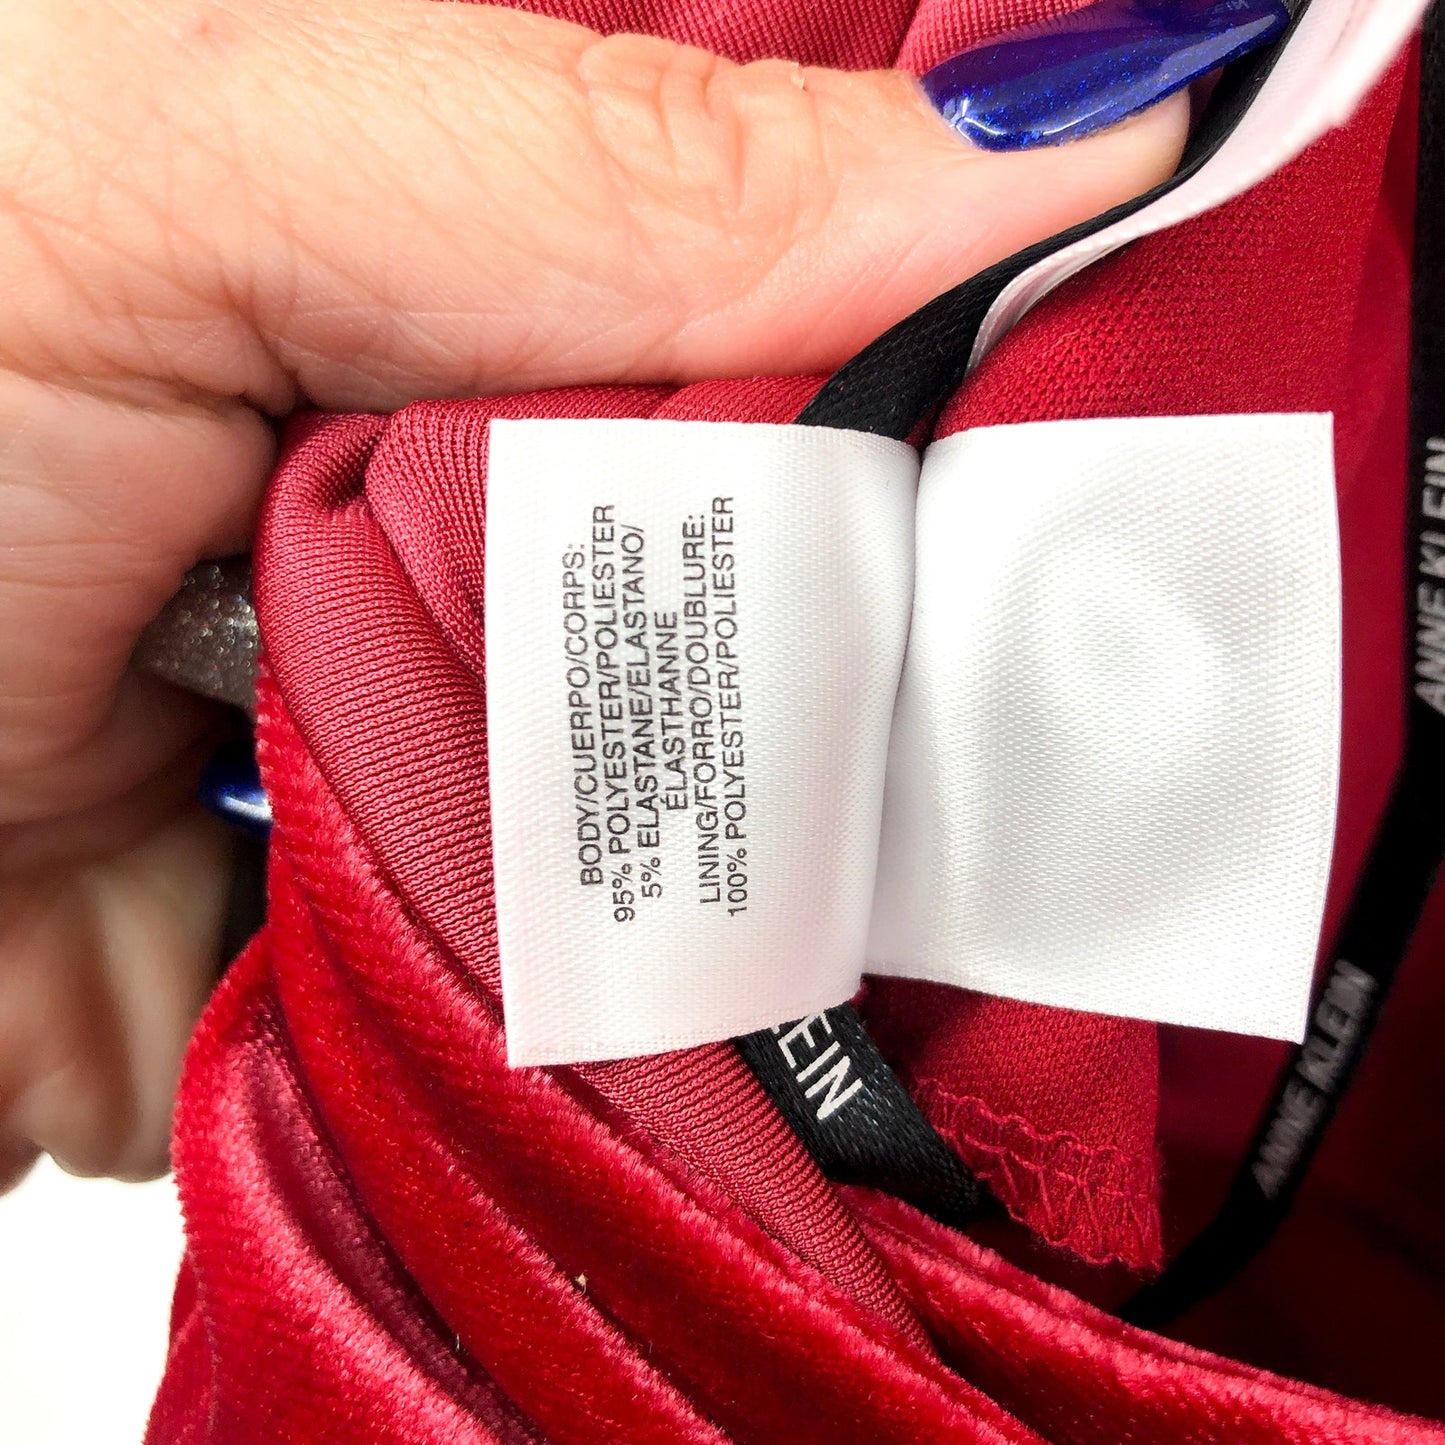 BODY/CUERPO/CORPS:
95% POLYESTER/POLIESTER
5% ELASTANE/ELASTANO/
ÉLASTHANNE
LINING/FORRO/DOUBLURE:
100% POLYESTER/POLIESTER
EIN
ANNE KLEIN
ANNE KLEIN